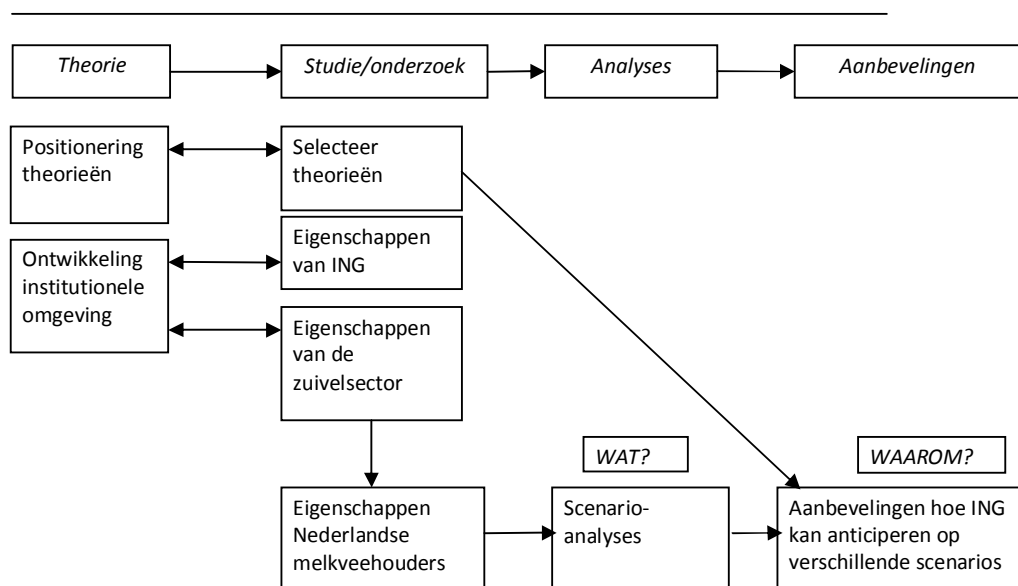 Theorie
Studie/onderzoek
Analyses
Aanbevelingen
Positionering
theorieën
Selecteer
theorieën
Ontwikkeling
institutionele
omgeving
Eigenschappen
van ING
Eigenschappen
van de
zuivelsector
WAT?
WAAROM?
Eigenschappen
Nederlandse
melkveehouders
Scenario-
analyses
Aanbevelingen hoe ING
kan anticiperen op
verschillende scenarios